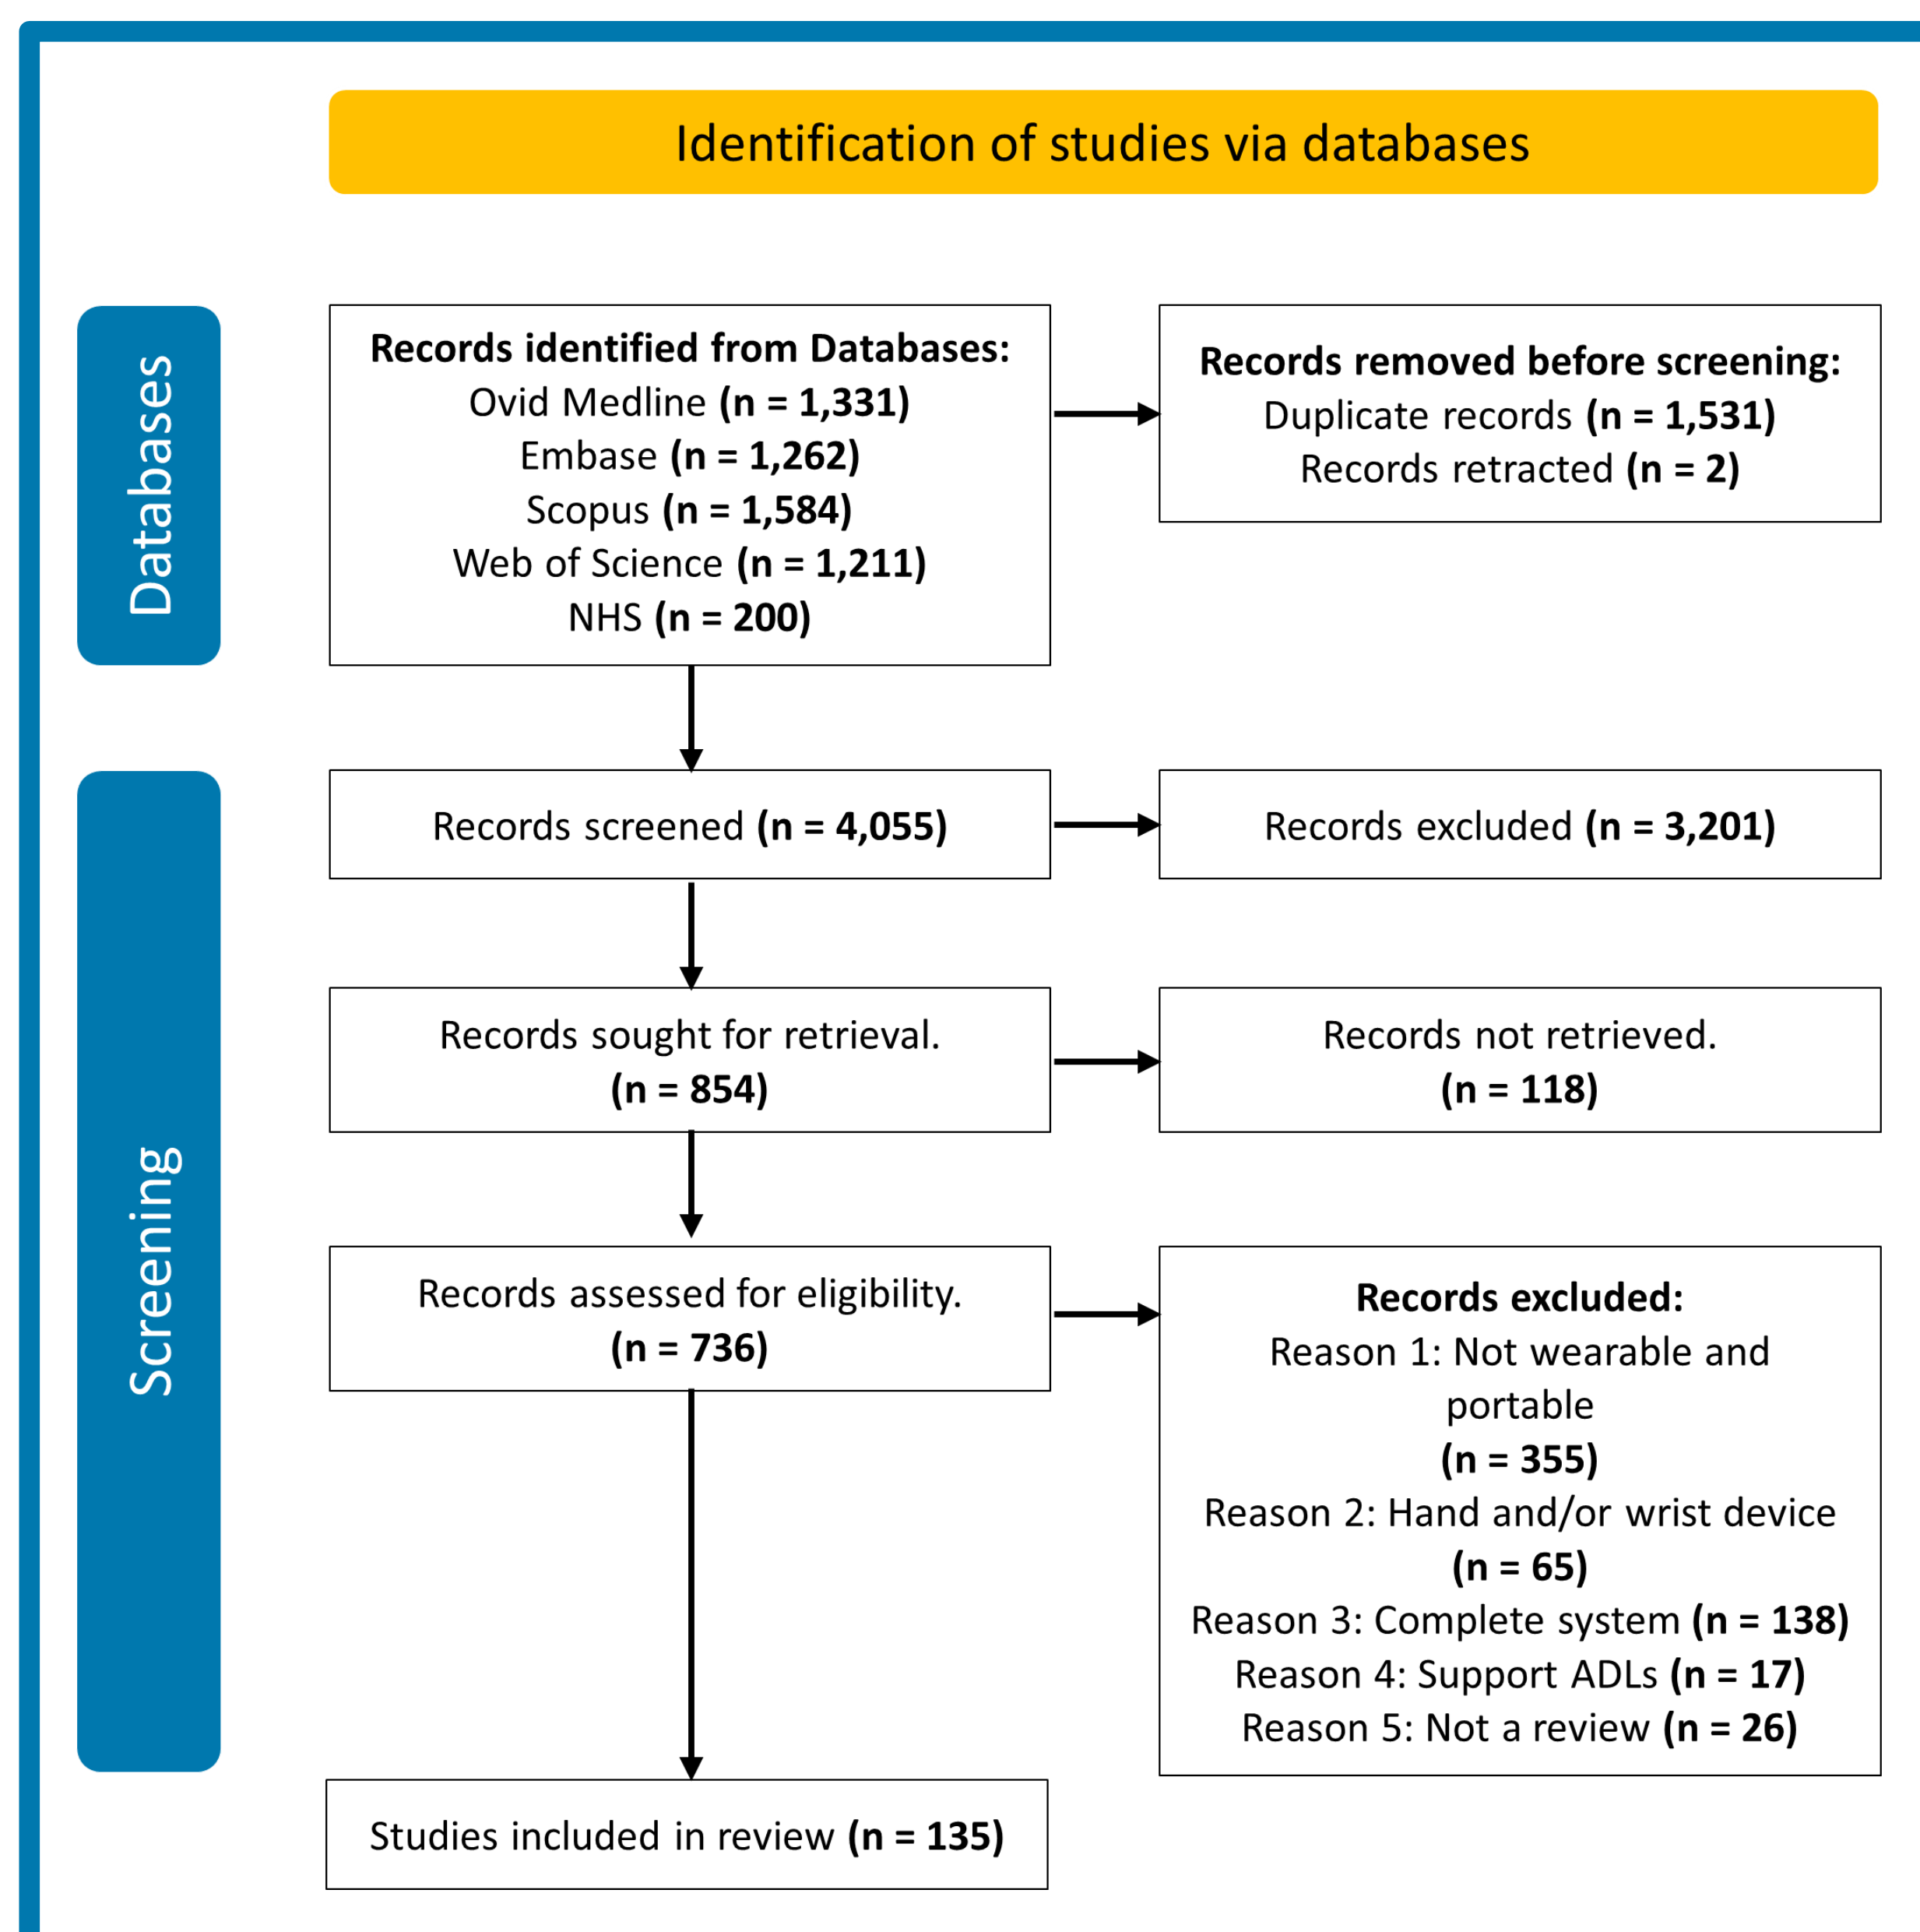 Identification of studies via databases
Databases
Records identified from Databases:
Ovid Medline (n = 1,331)
Embase (n = 1,262)
Scopus (n = 1,584)
Web of Science (n = 1,211)
NHS (n = 200)
Records removed before screening:
Duplicate records (n = 1,531)
Records retracted (n = 2)
Screening
Records screened (n = 4,055)
Records excluded (n = 3,201)
Records sought for retrieval.
(n = 854)
Records not retrieved.
(n = 118)
Records assessed for eligibility.
(n = 736)
Records excluded:
Reason 1: Not wearable and
portable
(n = 355)
Reason 2: Hand and/or wrist device
(n = 65)
Reason 3: Complete system (n = 138)
Reason 4: Support ADLs (n = 17)
Reason 5: Not a review (n = 26)
Studies included in review (n = 135)